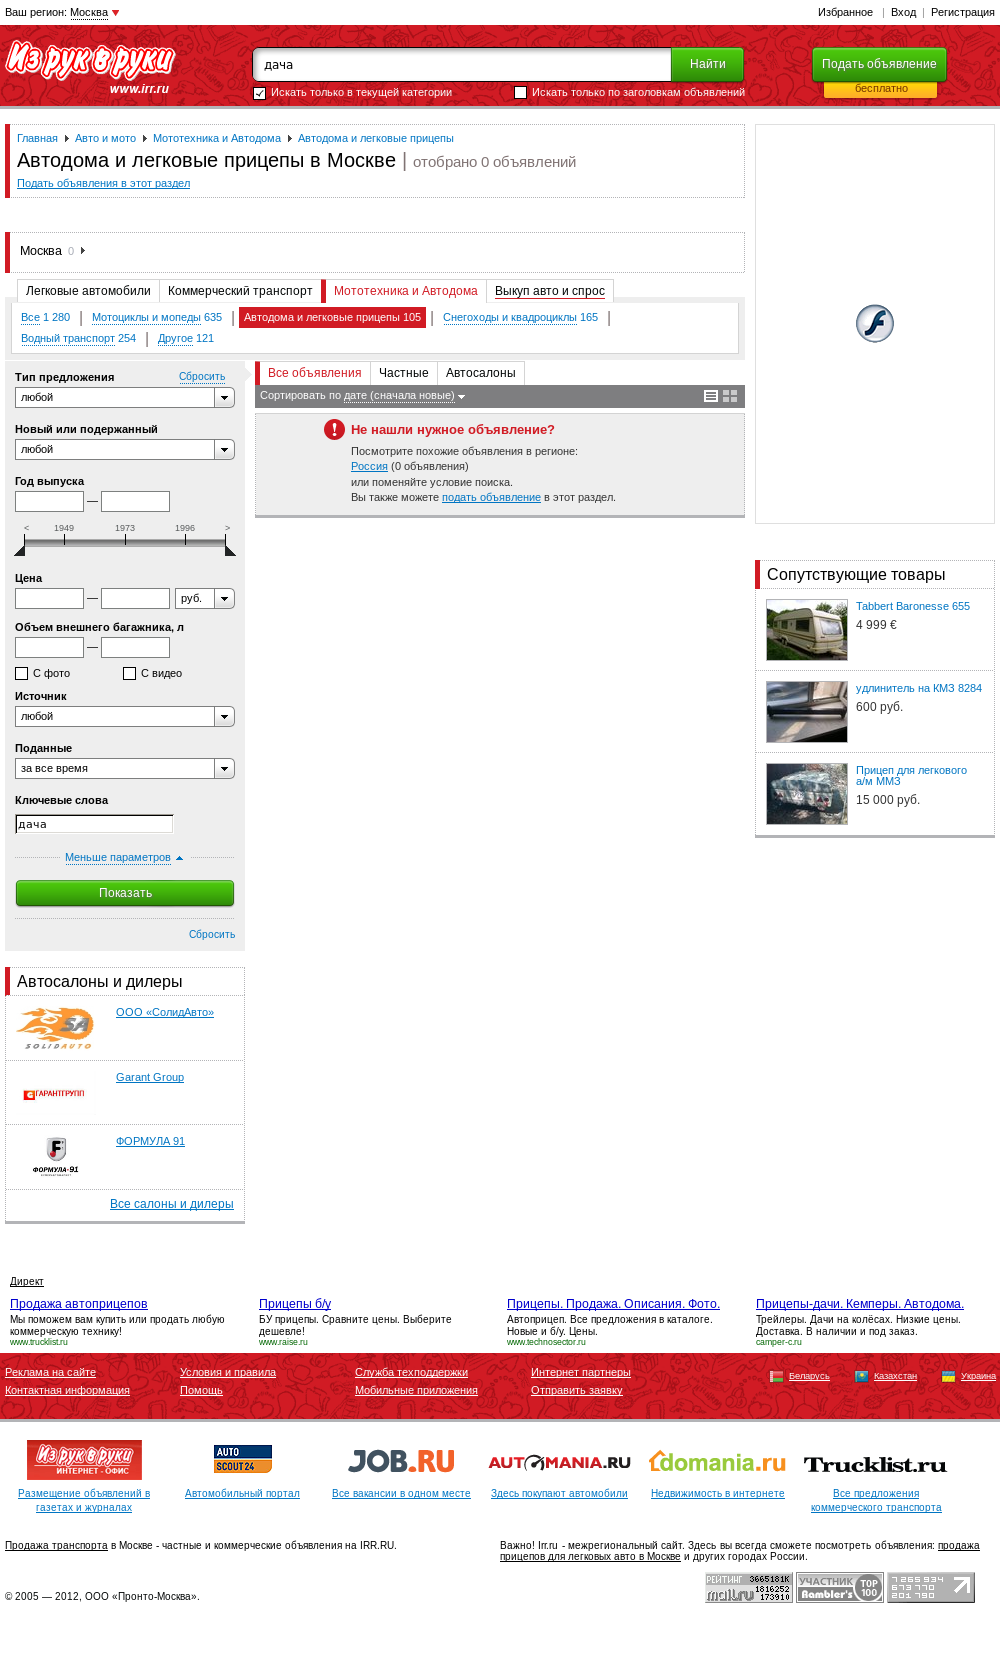 Ваш регион: Москва
Избранное | Вход | Регистрация
Из рук в руки
www.irr.ru
дача
Найти
Подать объявление
бесплатно
Искать только в текущей категории
Искать только по заголовкам объявлений
Главная Авто и мото Мототехника и Автодома Автодома и легковые прицепы
Автодома и легковые прицепы в Москве | отобрано 0 объявлений
Подать объявления в этот раздел
Москва 0
Легковые автомобили
Коммерческий транспорт
Мототехника и Автодома
Выкуп авто и спрос
Все 1 280 | Мотоциклы и мопеды 635 | Автодома и легковые прицепы 105 | Снегоходы и квадроциклы 165 |
Водный транспорт 254 | Другое 121
Тип предложения
Сбросить
любой
Новый или подержанный
любой
Год выпуска
—
< 1949 1973 1996 >
Цена
— руб.
Объем внешнего багажника, л
—
С фото
С видео
Источник
любой
Поданные
за все время
Ключевые слова
дача
Меньше параметров
Показать
Сбросить
Все объявления
Частные
Автосалоны
Сортировать по дате (сначала новые)
Не нашли нужное объявление?
Посмотрите похожие объявления в регионе:
Россия (0 объявления)
или поменяйте условие поиска.
Вы также можете подать объявление в этот раздел.
Сопутствующие товары
Tabbert Baronesse 655
4 999 €
удлинитель на КМЗ 8284
600 руб.
Прицеп для легкового
а/м ММЗ
15 000 руб.
Автосалоны и дилеры
SA
SOLIDAUTO
ООО «СолидАвто»
ГАРАНТГРУПП
Garant Group
ФОРМУЛА-91
ФОРМУЛА 91
Все салоны и дилеры
Директ
Продажа автоприцепов
Мы поможем вам купить или продать любую
коммерческую технику!
www.trucklist.ru
Прицепы б/у
Прицепы. Сравните цены. Выберите
дешевле!
www.raise.ru
Прицепы. Продажа. Описания. Фото.
Автоприцеп. Все предложения в каталоге.
Новые и б/у. Цены.
www.technosector.ru
Прицепы-дачи. Кемперы. Автодома.
Трейлеры. Дачи на колёсах. Низкие цены.
Доставка. В наличии и под заказ.
camper-c.ru
Реклама на сайте
Условия и правила
Служба техподдержки
Интернет партнеры
Контактная информация
Помощь
Мобильные приложения
Отправить заявку
Беларусь
Казахстан
Украина
Из рук в руки
ИНТЕРНЕТ - ОФИС
Размещение объявлений в
газетах и журналах
AUTO
SCOUT24
Автомобильный портал
JOB.RU
Все вакансии в одном месте
AUTOMANIA.RU
Здесь покупают автомобили
domania.ru
Недвижимость в интернете
Trucklist.ru
Все предложения
коммерческого транспорта
Продажа транспорта в Москве - частные и коммерческие объявления на IRR.RU.
Важно! Irr.ru - межрегиональный сайт. Здесь вы всегда сможете посмотреть объявления: продажа
прицепов для легковых авто в Москве и других городах России.
© 2005 — 2012, ООО «Пронто-Москва».
РЕЙТИНГ 3665181K
mail.ru 1816252
173910
УЧАСТНИК
Rambler's
TOP
100
7 265 934
673 770
201 790